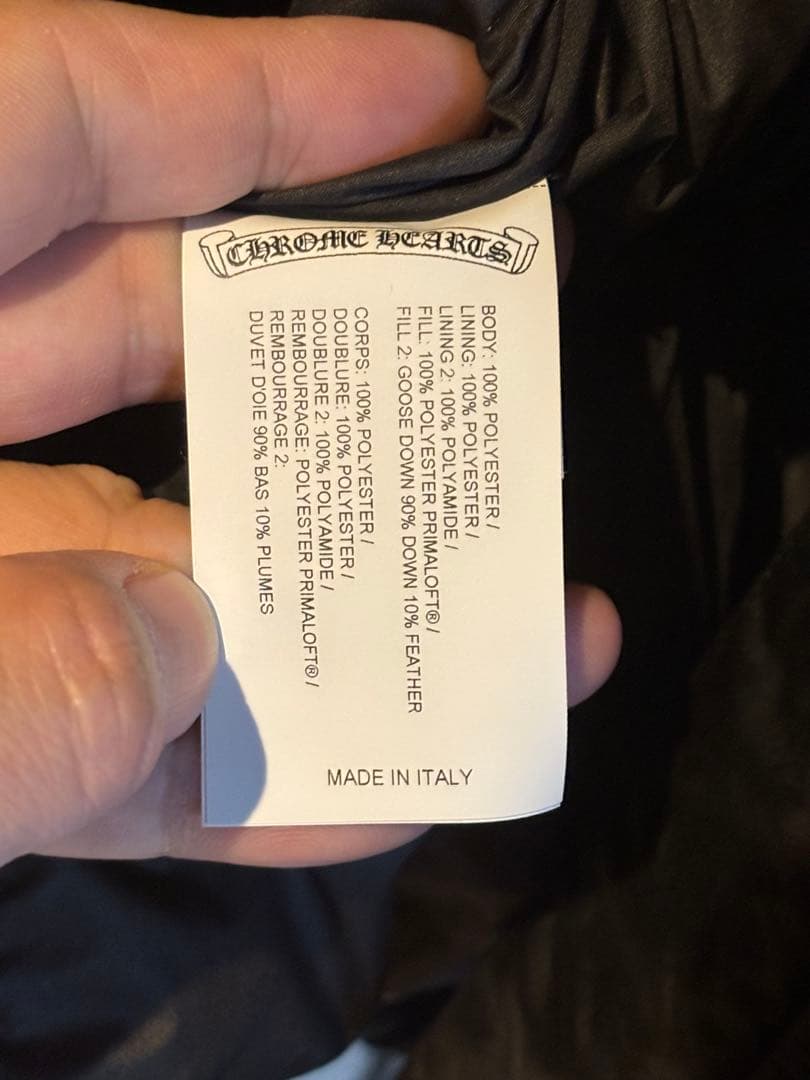 CHROME HEARTS
BODY: 100% POLYESTER /
LINING: 100% POLYESTER /
LINING 2: 100% POLYAMIDE /
FILL: 100% POLYESTER PRIMALOFT® /
FILL 2: GOOSE DOWN 90% DOWN 10% FEATHER
CORPS: 100% POLYESTER /
DOUBLURE: 100% POLYESTER /
DOUBLURE 2: 100% POLYAMIDE /
REMBOURRAGE: POLYESTER PRIMALOFT® /
REMBOURRAGE 2:
DUVET D'OIE 90% BAS 10% PLUMES
MADE IN ITALY